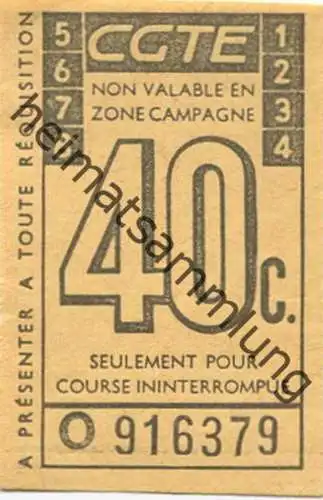 A PRÉSENTER A TOUTE RÉQUISITION
5
6
7
CGTE
1
2
3
4
NON VALABLE EN
ZONE CAMPAGNE
40 C.
SEULEMENT POUR
COURSE ININTERROMPUE
O 916379
heimatsammlung